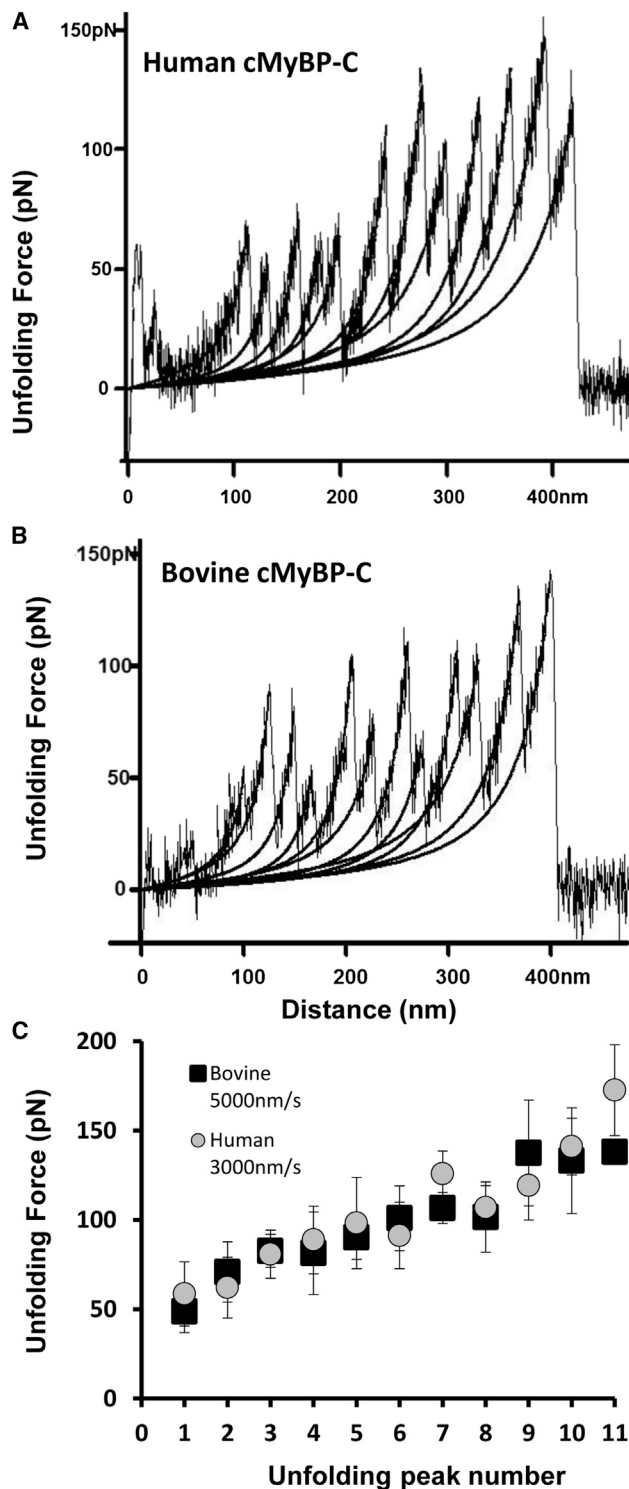 A
150pN
Human cMyBP-C
100
50
0
Unfolding Force (pN)
0 100 200 300 400nm
B
150pN
Bovine cMyBP-C
100
50
0
Unfolding Force (pN)
0 100 200 300 400nm
Distance (nm)
C
200
150
100
50
0
Unfolding Force (pN)
Bovine
5000nm/s
Human
3000nm/s
0 1 2 3 4 5 6 7 8 9 10 11
Unfolding peak number